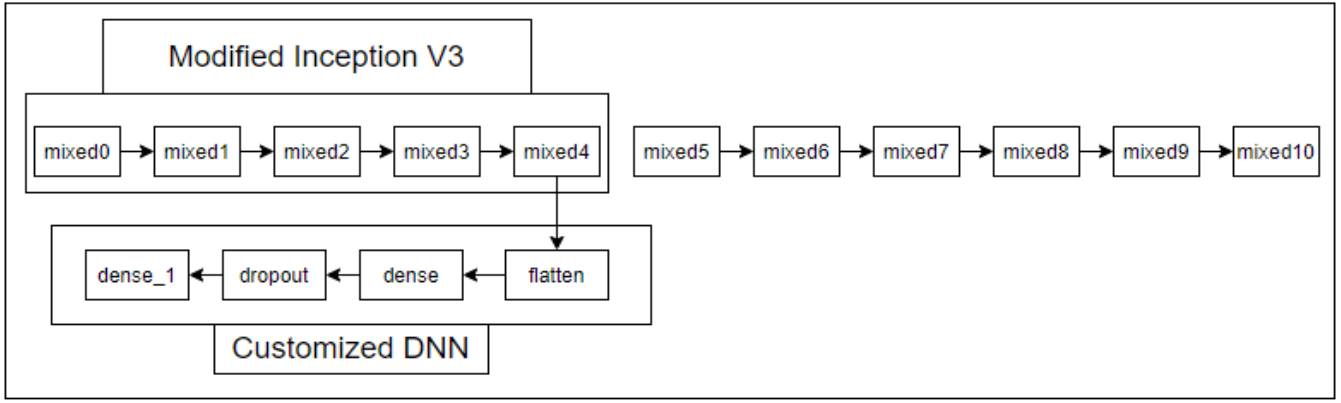 Modified Inception V3
mixed0 mixed1 mixed2 mixed3 mixed4 mixed5 mixed6 mixed7 mixed8 mixed9 mixed10
dense_1 dropout dense flatten
Customized DNN